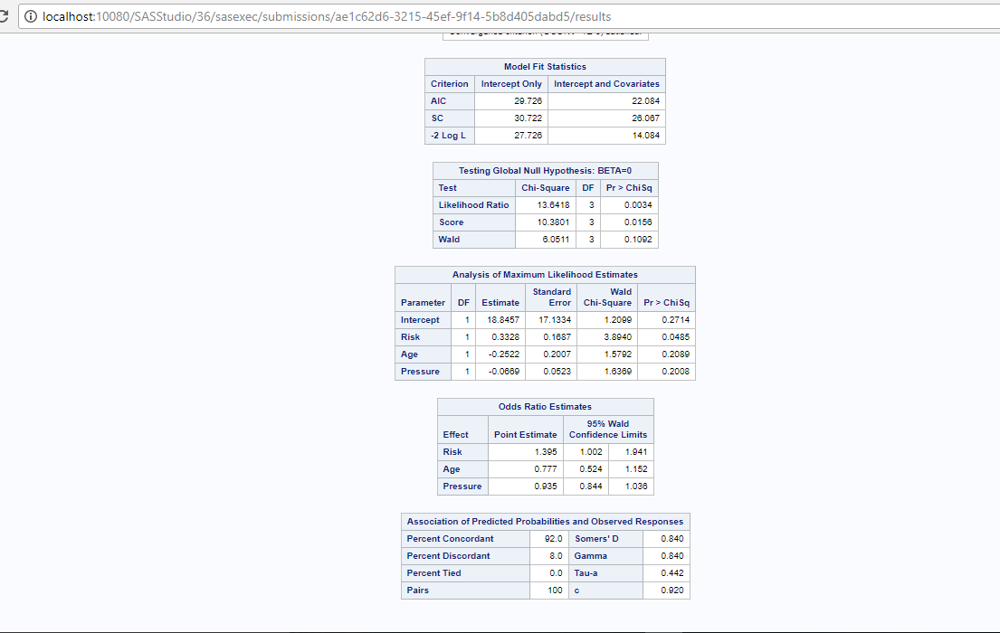 localhost:10080/SASStudio/36/sasexec/submissions/ae1c62d6-3215-45ef-9f14-5b8d405dabd5/results
Model Fit Statistics
Criterion Intercept Only Intercept and Covariates
AIC 29.726 22.084
SC 30.722 26.067
-2 Log L 27.726 14.084
Testing Global Null Hypothesis: BETA=0
Test Chi-Square DF Pr > ChiSq
Likelihood Ratio 13.6418 3 0.0034
Score 10.3801 3 0.0156
Wald 6.0511 3 0.1092
Analysis of Maximum Likelihood Estimates
Parameter DF Estimate Standard Error Wald Chi-Square Pr > ChiSq
Intercept 1 18.8457 17.1334 1.2099 0.2714
Risk 1 0.3328 0.1687 3.8940 0.0485
Age 1 -0.2522 0.2007 1.5792 0.2089
Pressure 1 -0.0669 0.0523 1.6369 0.2008
Odds Ratio Estimates
Effect Point Estimate 95% Wald Confidence Limits
Risk 1.395 1.002 1.941
Age 0.777 0.524 1.152
Pressure 0.935 0.844 1.036
Association of Predicted Probabilities and Observed Responses
Percent Concordant 92.0 Somers' D 0.840
Percent Discordant 8.0 Gamma 0.840
Percent Tied 0.0 Tau-a 0.442
Pairs 100 c 0.920